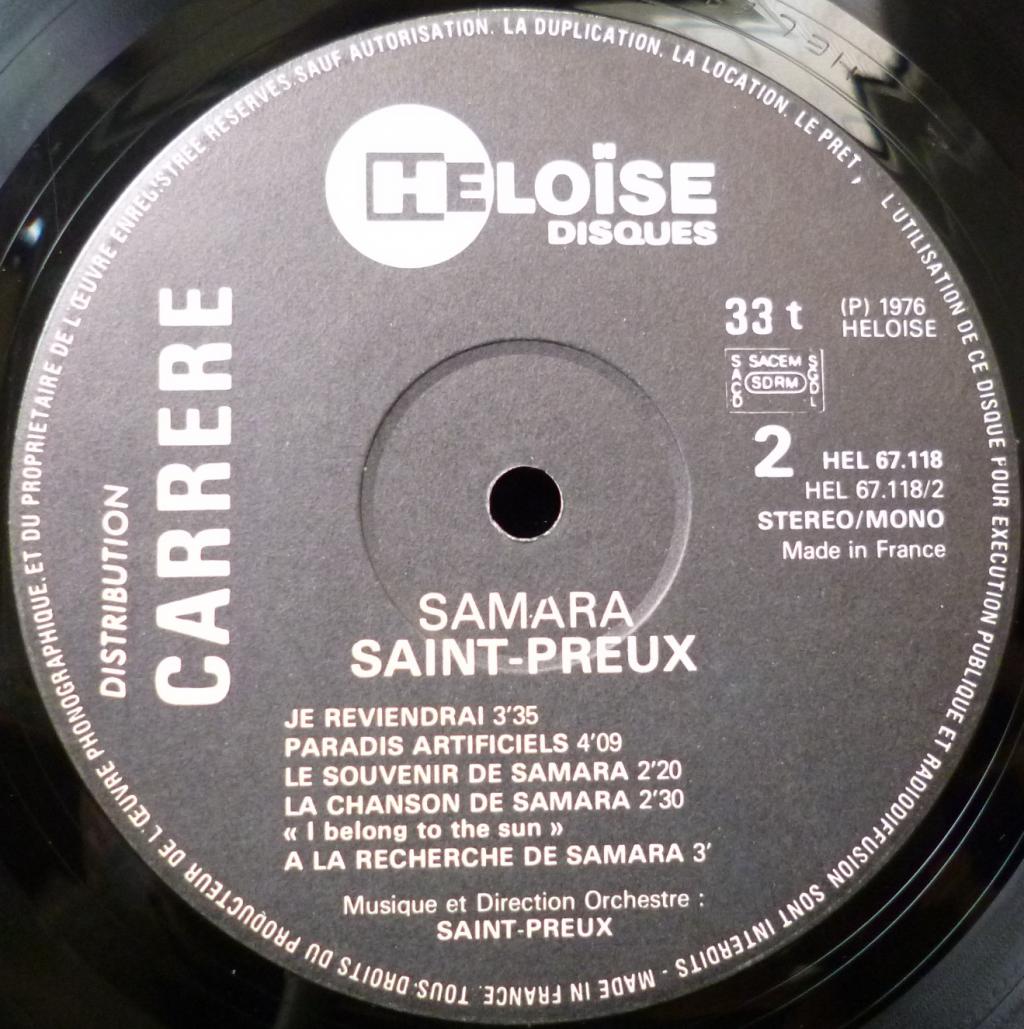 HELOÏSE
DISQUES
33 t
(P) 1976
HELOISE
SACEM
SACD
SDRM
SGDL
2
HEL 67.118
HEL 67.118/2
STEREO/MONO
Made in France
DISTRIBUTION
CARRERE
SAMARA
SAINT-PREUX
JE REVIENDRAI 3'35
PARADIS ARTIFICIELS 4'09
LE SOUVENIR DE SAMARA 2'20
LA CHANSON DE SAMARA 2'30
« I belong to the sun »
A LA RECHERCHE DE SAMARA 3'
Musique et Direction Orchestre :
SAINT-PREUX
MADE IN FRANCE. TOUS DROITS DU PRODUCTEUR DE L'ŒUVRE PHONOGRAPHIQUE. ET DU PROPRIETAIRE DE L'ŒUVRE ENREGISTREE RESERVES. SAUF AUTORISATION. LA DUPLICATION. LA LOCATION. LE PRET, L'UTILISATION DE CE DISQUE POUR EXECUTION PUBLIQUE ET RADIODIFFUSION SONT INTERDITS -